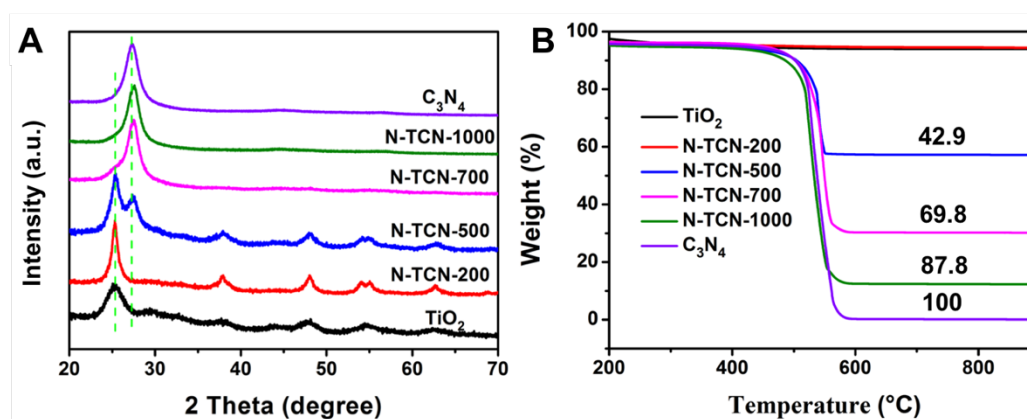 A
Intensity (a.u.)
C₃N₄
N-TCN-1000
N-TCN-700
N-TCN-500
N-TCN-200
TiO₂
20 30 40 50 60 70
2 Theta (degree)
B
Weight (%)
100
80
60
40
20
0
TiO₂
N-TCN-200
N-TCN-500
N-TCN-700
N-TCN-1000
C₃N₄
42.9
69.8
87.8
100
200 400 600 800
Temperature (°C)